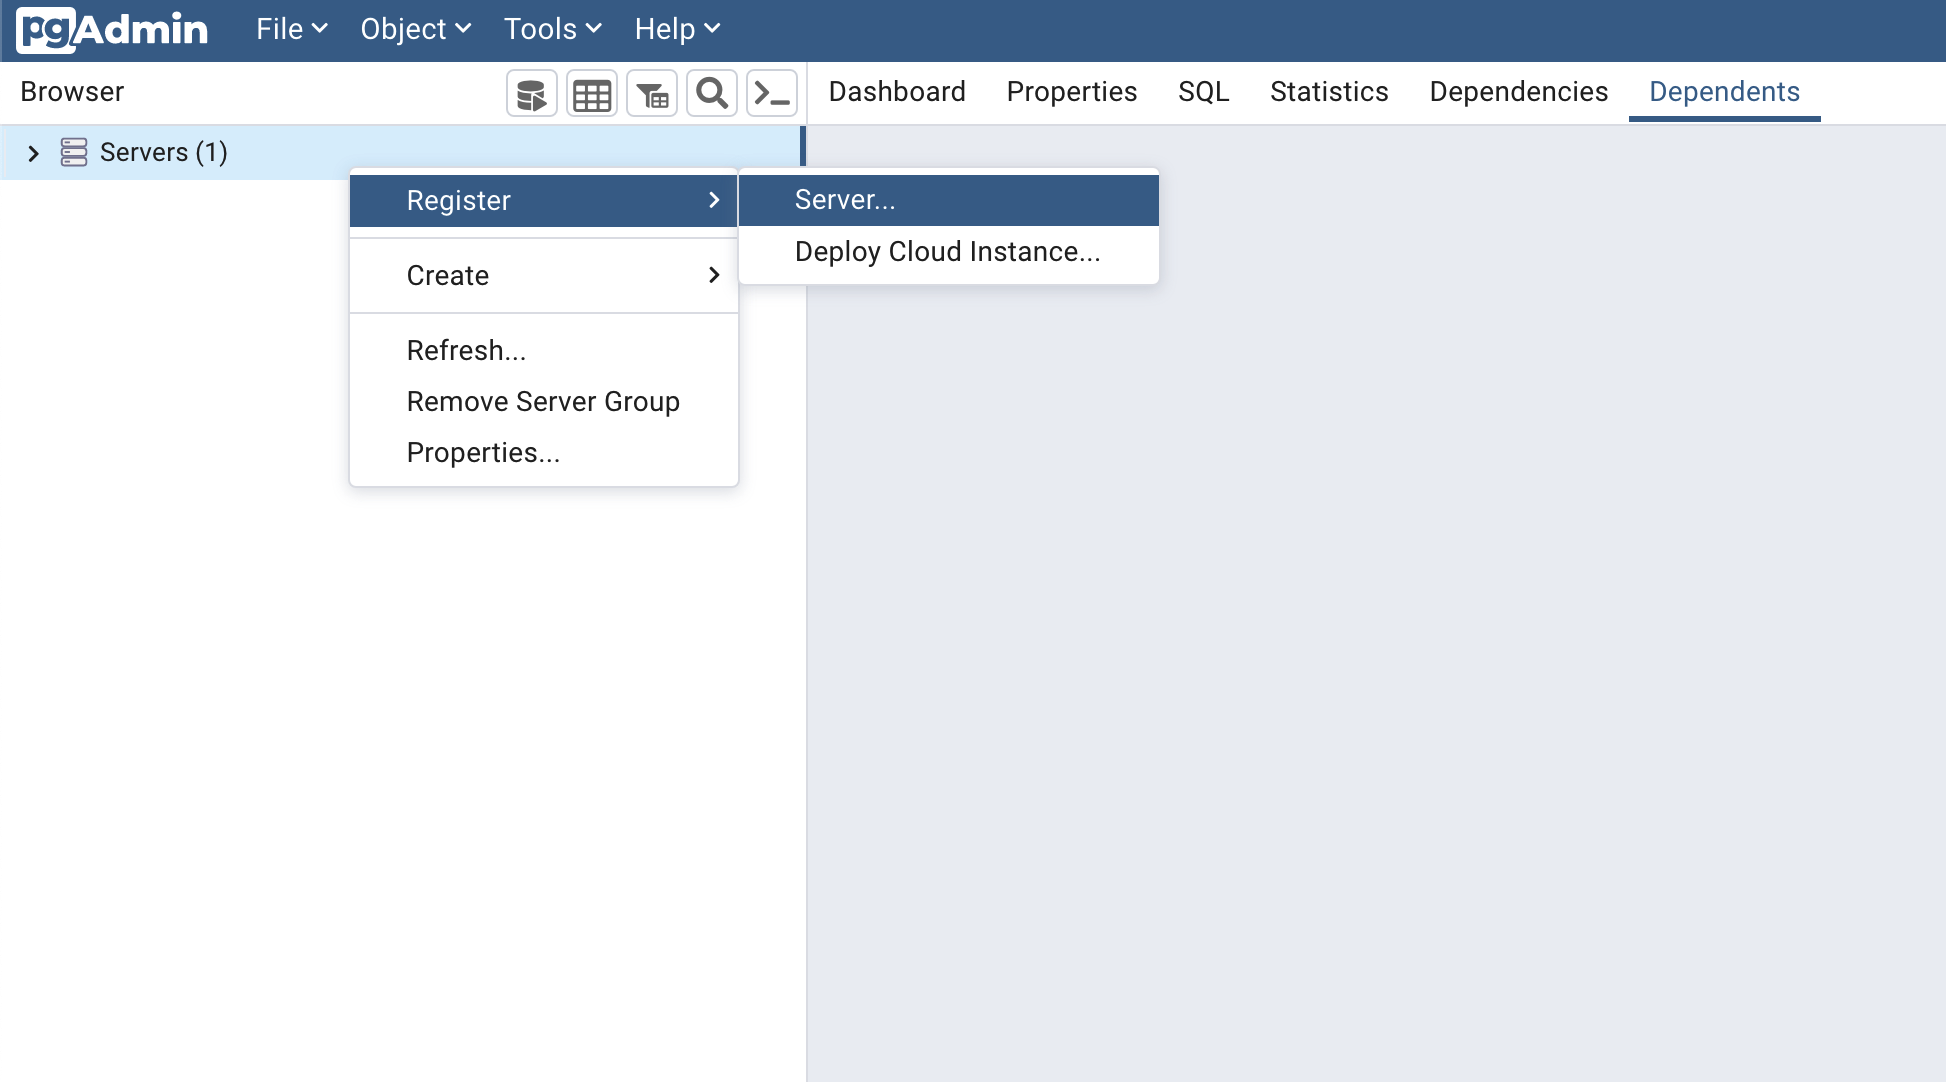 pgAdmin File Object Tools Help
Browser Dashboard Properties SQL Statistics Dependencies Dependents
Servers (1)
Register
Server...
Deploy Cloud Instance...
Create
Refresh...
Remove Server Group
Properties...